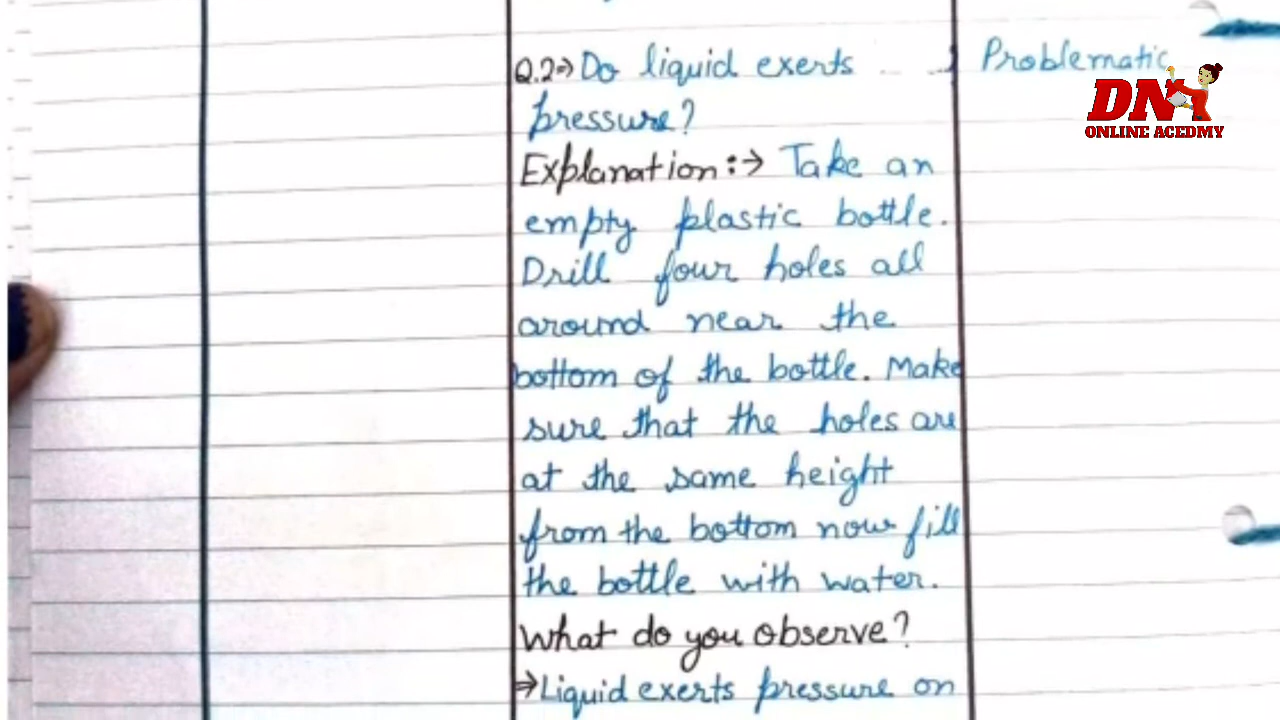 Q.2⇒ Do liquid exerts
pressure?
Explanation:→ Take an
empty plastic bottle.
Drill four holes all
around near the
bottom of the bottle. Make
sure that the holes are
at the same height
from the bottom now fill
the bottle with water.
What do you observe?
⇒Liquid exerts pressure on
Problematic
DN
ONLINE ACEDMY